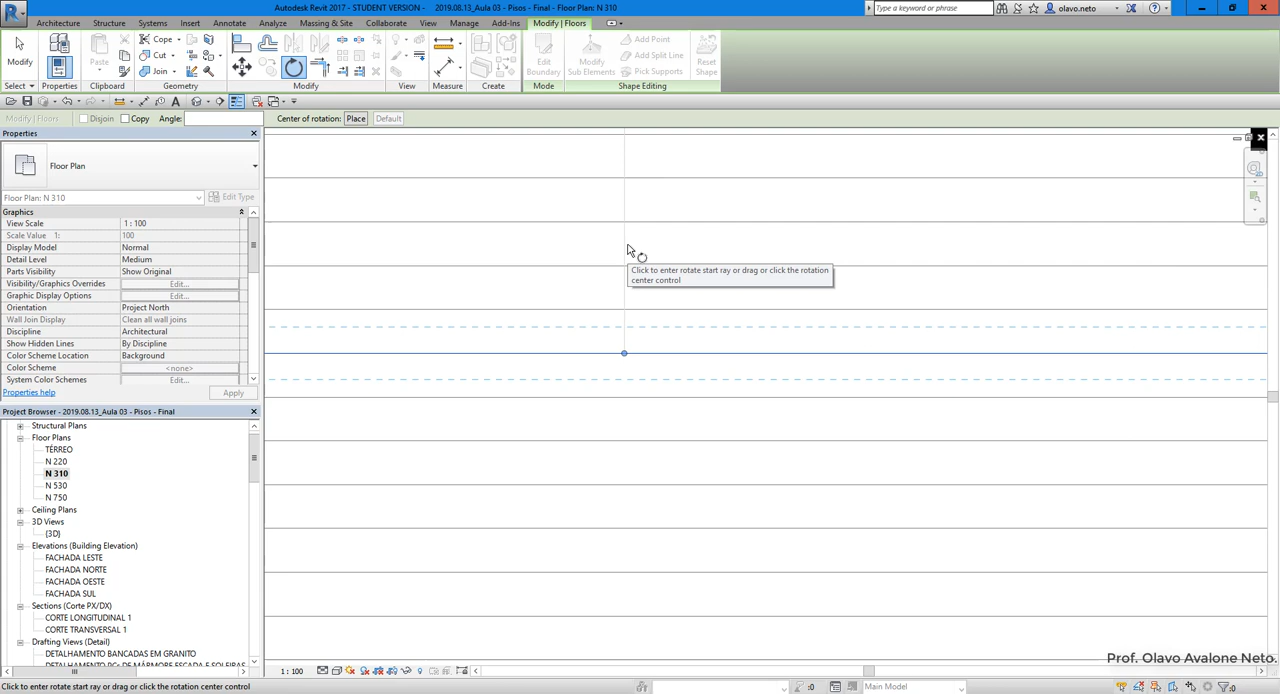 Autodesk Revit 2017 - STUDENT VERSION - 2019.08.13_Aula 03 - Pisos - Final - Floor Plan: N 310
Type a keyword or phrase
olavo.neto
Architecture Structure Systems Insert Annotate Analyze Massing & Site Collaborate View Manage Add-Ins Modify | Floors
Modify
Paste
Cope
Cut
Join
Edit Boundary
Modify Sub Elements
Add Point
Add Split Line
Pick Supports
Reset Shape
Select Properties Clipboard Geometry Modify View Measure Create Mode Shape Editing
Modify | Floors Disjoin Copy Angle: Center of rotation: Place Default
Properties
Floor Plan
Floor Plan: N 310 Edit Type
Graphics
View Scale 1 : 100
Scale Value 1: 100
Display Model Normal
Detail Level Medium
Parts Visibility Show Original
Visibility/Graphics Overrides Edit...
Graphic Display Options Edit...
Orientation Project North
Wall Join Display Clean all wall joins
Discipline Architectural
Show Hidden Lines By Discipline
Color Scheme Location Background
Color Scheme <none>
System Color Schemes Edit...
Properties help Apply
Project Browser - 2019.08.13_Aula 03 - Pisos - Final
Structural Plans
Floor Plans
TÉRREO
N 220
N 310
N 530
N 750
Ceiling Plans
3D Views
{3D}
Elevations (Building Elevation)
FACHADA LESTE
FACHADA NORTE
FACHADA OESTE
FACHADA SUL
Sections (Corte PX/DX)
CORTE LONGITUDINAL 1
CORTE TRANSVERSAL 1
Drafting Views (Detail)
DETALHAMENTO BANCADAS EM GRANITO
DETALHAMENTO PÇs DE MÁRMORE ESCADA E SOLEIRAS
Click to enter rotate start ray or drag or click the rotation
center control
1 : 100
Prof. Olavo Avalone Neto.
Click to enter rotate start ray or drag or click the rotation center control
:0
Main Model
:0